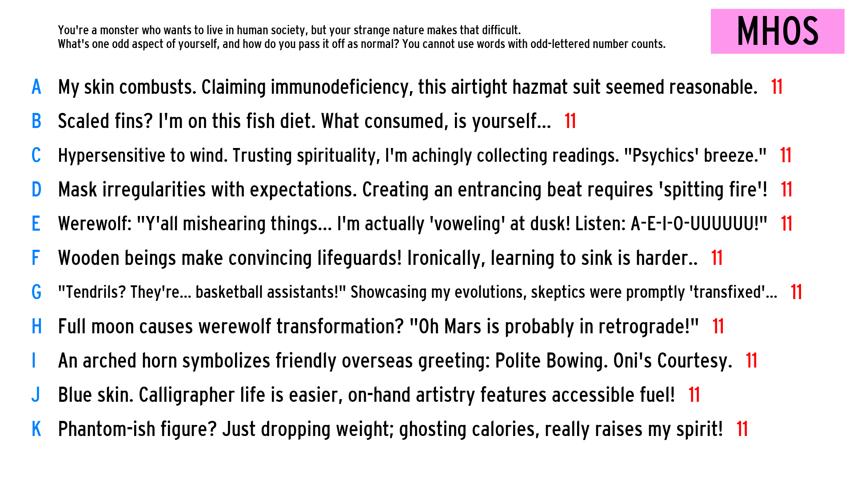 You're a monster who wants to live in human society, but your strange nature makes that difficult.
What's one odd aspect of yourself, and how do you pass it off as normal? You cannot use words with odd-lettered number counts.
MHOS
A My skin combusts. Claiming immunodeficiency, this airtight hazmat suit seemed reasonable. 11
B Scaled fins? I'm on this fish diet. What consumed, is yourself... 11
C Hypersensitive to wind. Trusting spirituality, I'm achingly collecting readings. "Psychics' breeze." 11
D Mask irregularities with expectations. Creating an entrancing beat requires 'spitting fire'! 11
E Werewolf: "Y'all mishearing things... I'm actually 'voweling' at dusk! Listen: A-E-I-O-UUUUUU!" 11
F Wooden beings make convincing lifeguards! Ironically, learning to sink is harder.. 11
G "Tendrils? They're... basketball assistants!" Showcasing my evolutions, skeptics were promptly 'transfixed'... 11
H Full moon causes werewolf transformation? "Oh Mars is probably in retrograde!" 11
I An arched horn symbolizes friendly overseas greeting: Polite Bowing. Oni's Courtesy. 11
J Blue skin. Calligrapher life is easier, on-hand artistry features accessible fuel! 11
K Phantom-ish figure? Just dropping weight; ghosting calories, really raises my spirit! 11